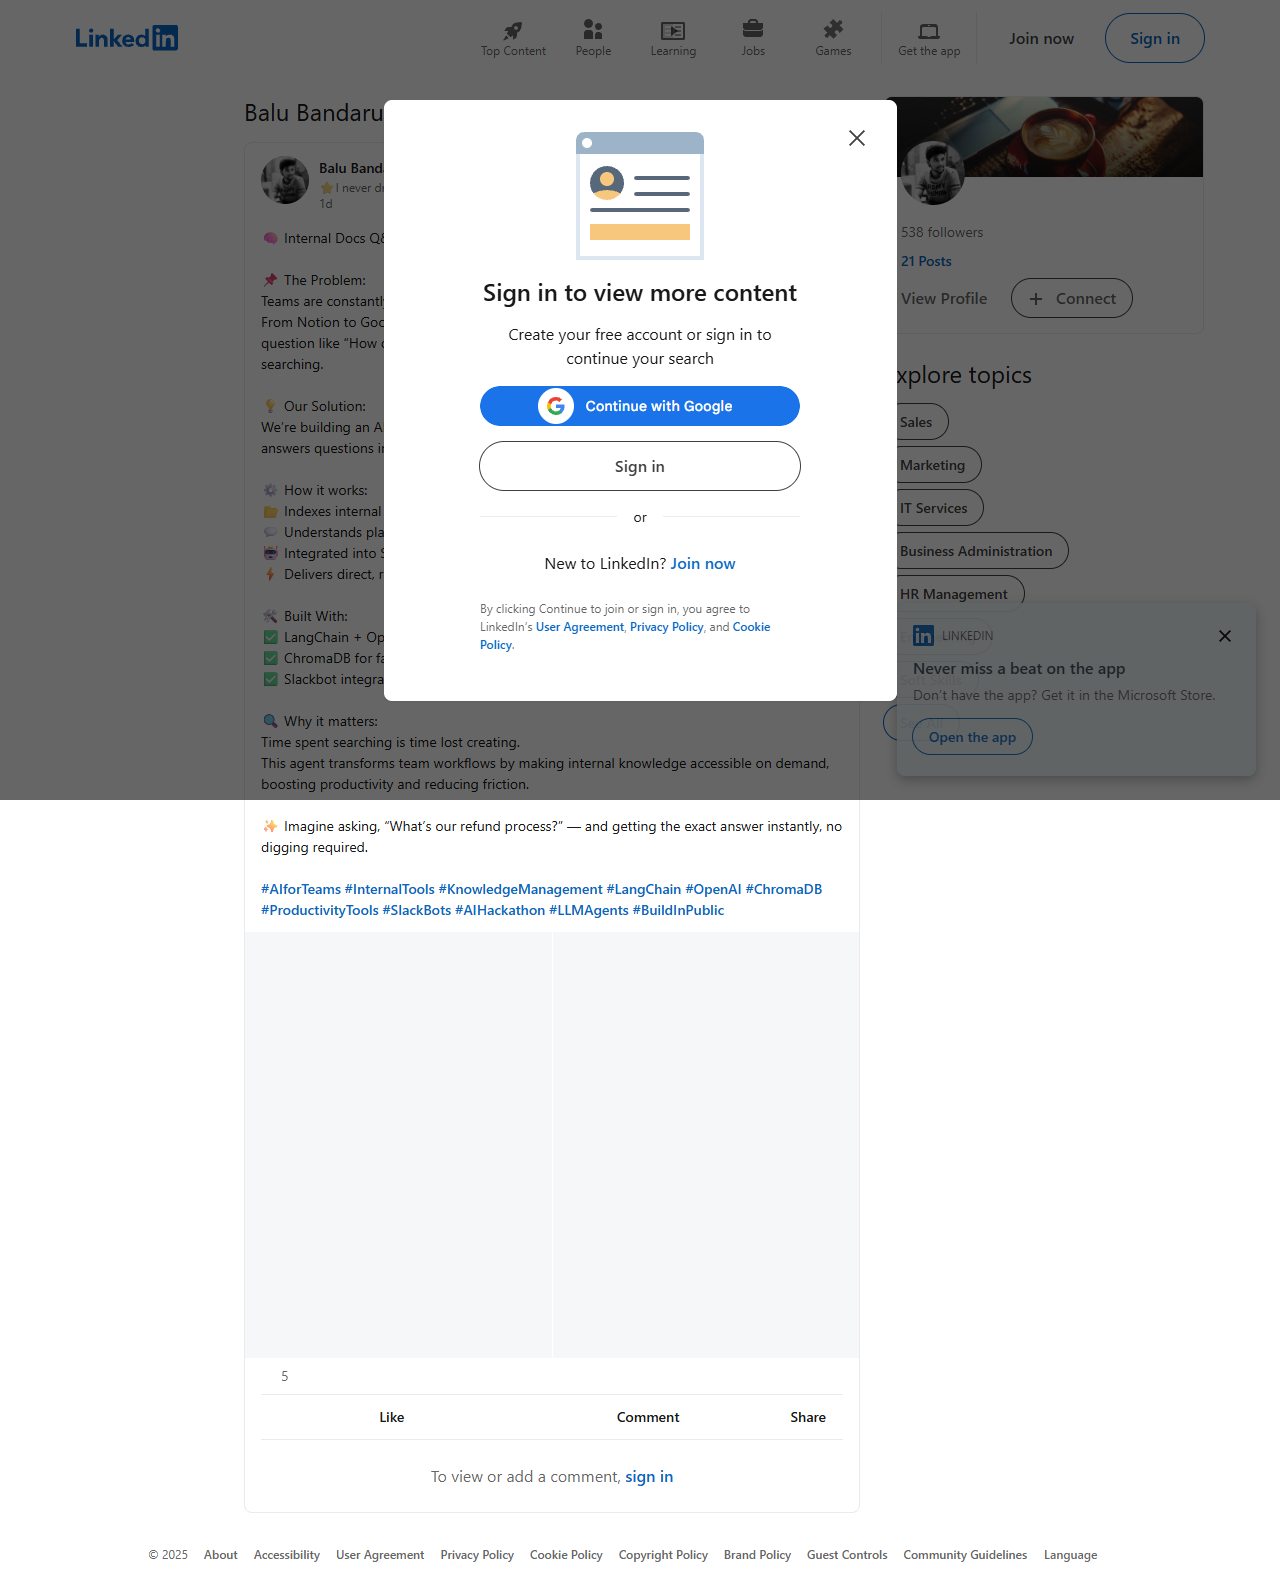 Linked in
Top Content
People
Learning
Jobs
Games
Get the app
Join now
Sign in
Balu Bandaru
Balu
I never
1d
Internal Docs
The Problem:
Teams are
From Notion to
question like “How
searching.
Our Solution:
We’re building an
answers questions
How it works:
Indexes internal
Understands
Integrated into
Delivers direct,
Built With:
LangChain +
ChromaDB for
Slackbot
Why it matters:
Time spent searching is time lost creating.
This agent transforms team workflows by making internal knowledge accessible on demand,
boosting productivity and reducing friction.
Imagine asking, “What’s our refund process?” — and getting the exact answer instantly, no
digging required.
#AIforTeams #InternalTools #KnowledgeManagement #LangChain #OpenAI #ChromaDB
#ProductivityTools #SlackBots #AIHackathon #LLMAgents #BuildInPublic
5
Like
Comment
Share
To view or add a comment, sign in
Sign in to view more content
Create your free account or sign in to
continue your search
Continue with Google
Sign in
or
New to LinkedIn? Join now
By clicking Continue to join or sign in, you agree to
LinkedIn’s User Agreement, Privacy Policy, and Cookie
Policy.
538 followers
21 Posts
View Profile
Connect
xplore topics
Sales
Marketing
IT Services
Business Administration
HR Management
LINKEDIN
Never miss a beat on the app
Don’t have the app? Get it in the Microsoft Store.
Open the app
© 2025
About
Accessibility
User Agreement
Privacy Policy
Cookie Policy
Copyright Policy
Brand Policy
Guest Controls
Community Guidelines
Language